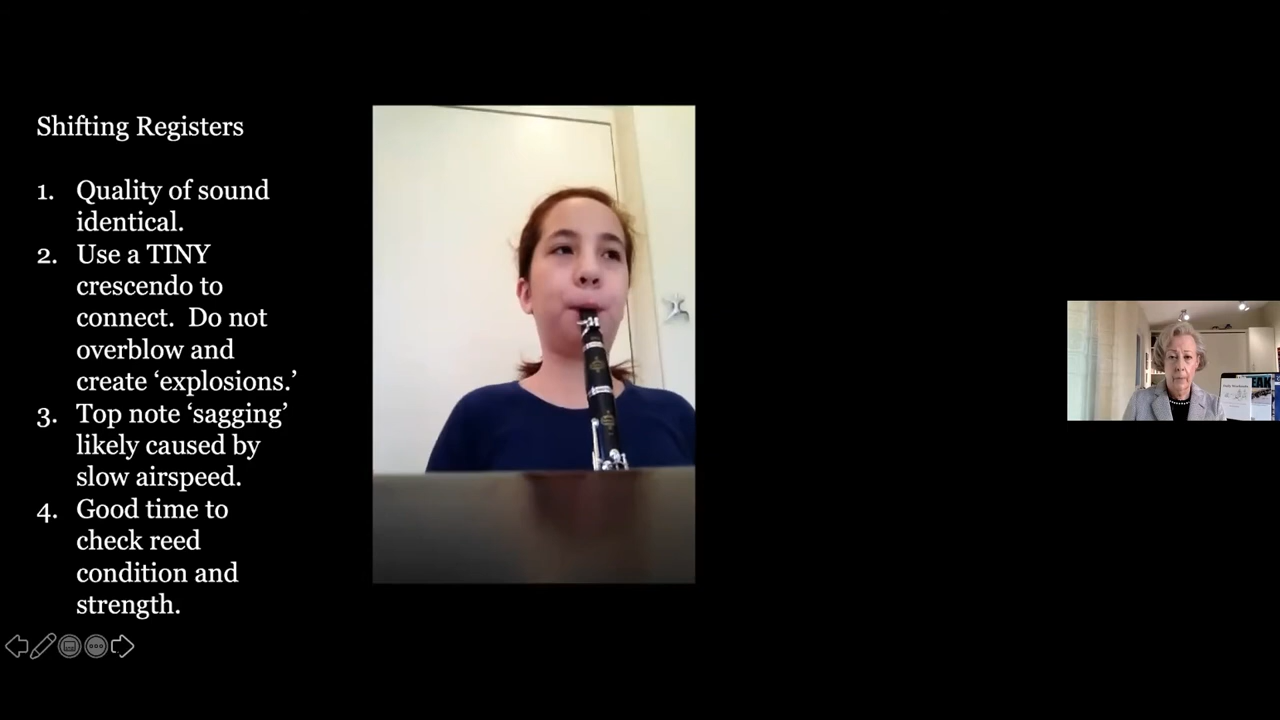 Shifting Registers
1. Quality of sound
identical.
2. Use a TINY
crescendo to
connect. Do not
overblow and
create ‘explosions.’
3. Top note ‘sagging’
likely caused by
slow airspeed.
4. Good time to
check reed
condition and
strength.